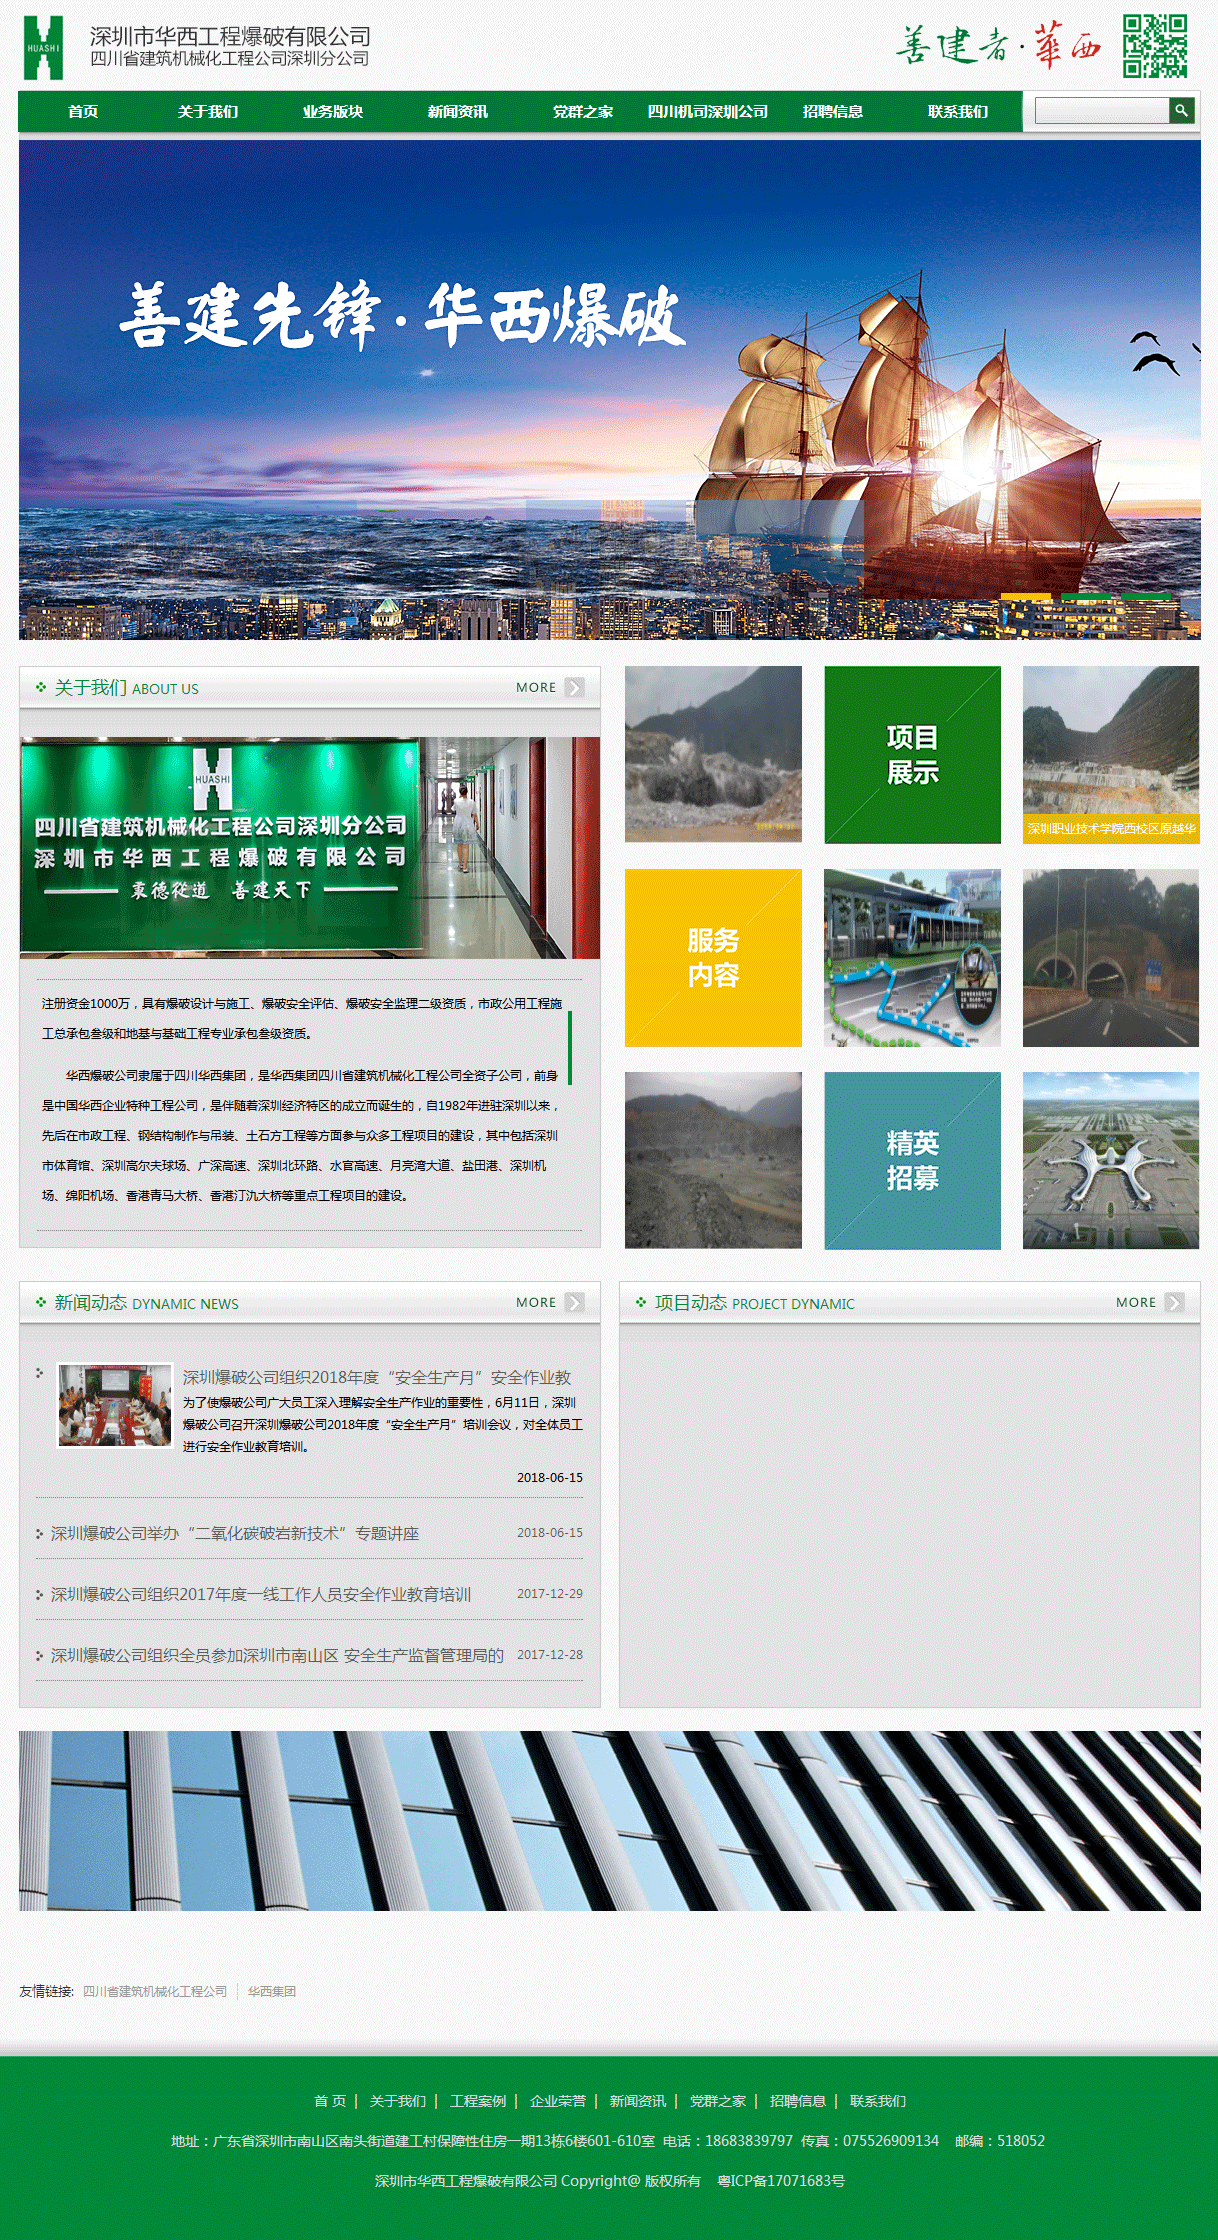 HUASHI
深圳市华西工程爆破有限公司
四川省建筑机械化工程公司深圳分公司
善建者·華西
首页 关于我们 业务版块 新闻资讯 党群之家 四川机司深圳公司 招聘信息 联系我们
善建先锋·华西爆破
关于我们 ABOUT US MORE
HUASHI
四川省建筑机械化工程公司深圳分公司
深圳市华西工程爆破有限公司
秉德从道 善建天下
注册资金1000万，具有爆破设计与施工、爆破安全评估、爆破安全监理二级资质，市政公用工程施
工总承包叁级和地基与基础工程专业承包叁级资质。
华西爆破公司隶属于四川华西集团，是华西集团四川省建筑机械化工程公司全资子公司，前身
是中国华西企业特种工程公司，是伴随着深圳经济特区的成立而诞生的，自1982年进驻深圳以来，
先后在市政工程、钢结构制作与吊装、土石方工程等方面参与众多工程项目的建设，其中包括深圳
市体育馆、深圳高尔夫球场、广深高速、深圳北环路、水官高速、月亮湾大道、盐田港、深圳机
场、绵阳机场、香港青马大桥、香港汀氿大桥等重点工程项目的建设。
项目
展示
深圳职业技术学院西校区原越华
服务
内容
精英
招募
新闻动态 DYNAMIC NEWS MORE
深圳爆破公司组织2018年度“安全生产月”安全作业教
为了使爆破公司广大员工深入理解安全生产作业的重要性，6月11日，深圳
爆破公司召开深圳爆破公司2018年度“安全生产月”培训会议，对全体员工
进行安全作业教育培训。
2018-06-15
深圳爆破公司举办“二氧化碳破岩新技术”专题讲座 2018-06-15
深圳爆破公司组织2017年度一线工作人员安全作业教育培训 2017-12-29
深圳爆破公司组织全员参加深圳市南山区 安全生产监督管理局的 2017-12-28
项目动态 PROJECT DYNAMIC MORE
友情链接: 四川省建筑机械化工程公司 华西集团
首 页 | 关于我们 | 工程案例 | 企业荣誉 | 新闻资讯 | 党群之家 | 招聘信息 | 联系我们
地址：广东省深圳市南山区南头街道建工村保障性住房一期13栋6楼601-610室 电话：18683839797 传真：075526909134 邮编：518052
深圳市华西工程爆破有限公司 Copyright@ 版权所有 粤ICP备17071683号